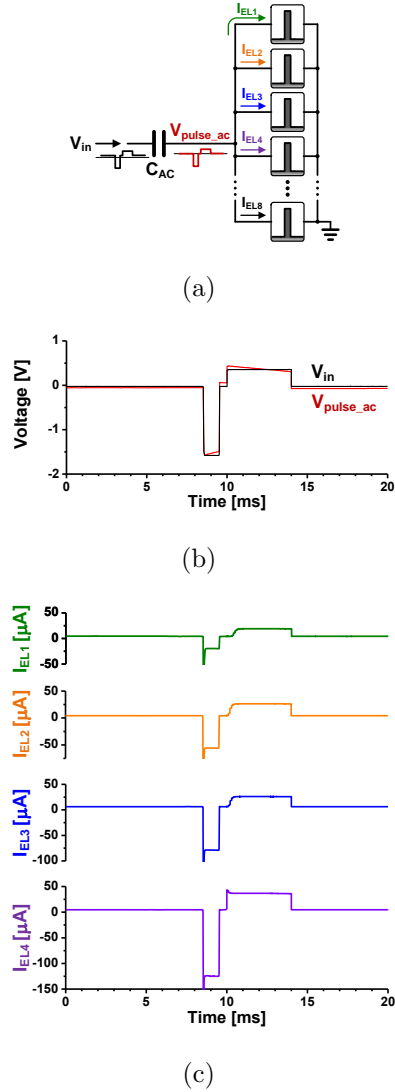 I_EL1
I_EL2
I_EL3
V_in
V_pulse_ac
I_EL4
C_AC
I_EL8
(a)
1
0
-1
-2
Voltage [V]
V_in
V_pulse_ac
0 5 10 15 20
Time [ms]
(b)
50
0
-50
I_EL1 [µA]
50
0
-50
I_EL2 [µA]
50
0
-50
-100
I_EL3 [µA]
50
0
-50
-100
-150
I_EL4 [µA]
0 5 10 15 20
Time [ms]
(c)